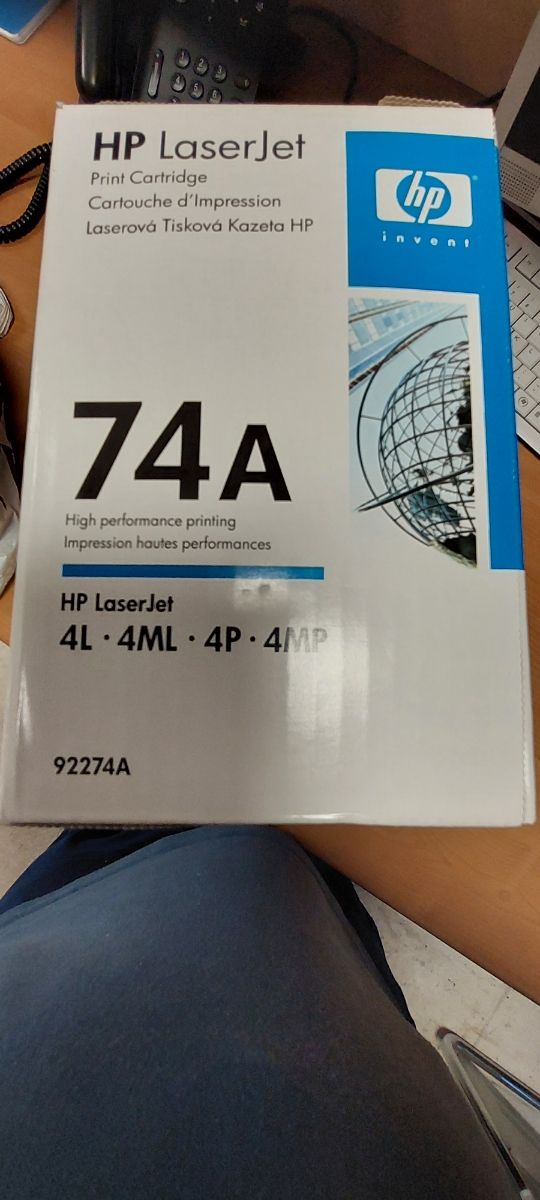 HP LaserJet
Print Cartridge
Cartouche d'Impression
Laserová Tisková Kazeta HP
hp
invent
74A
High performance printing
Impression hautes performances
HP LaserJet
4L · 4ML · 4P · 4MP
92274A